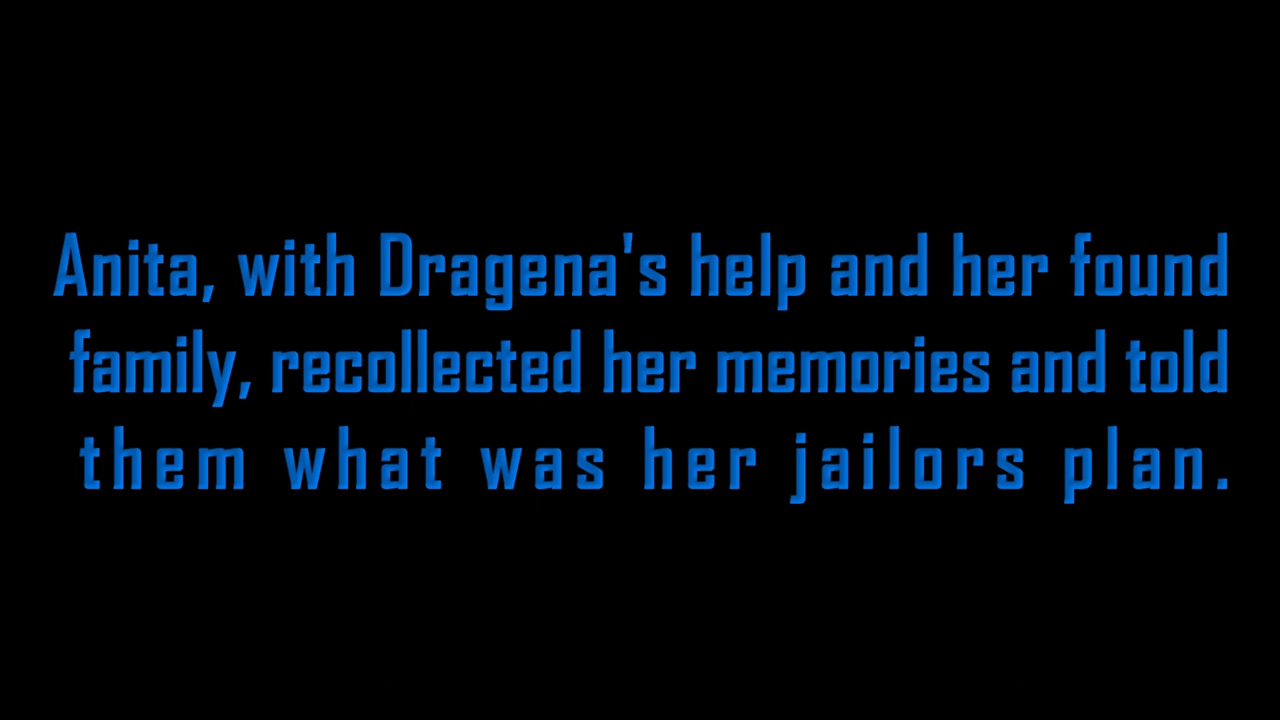 Anita, with Dragena's help and her found
family, recollected her memories and told
them what was her jailors plan.